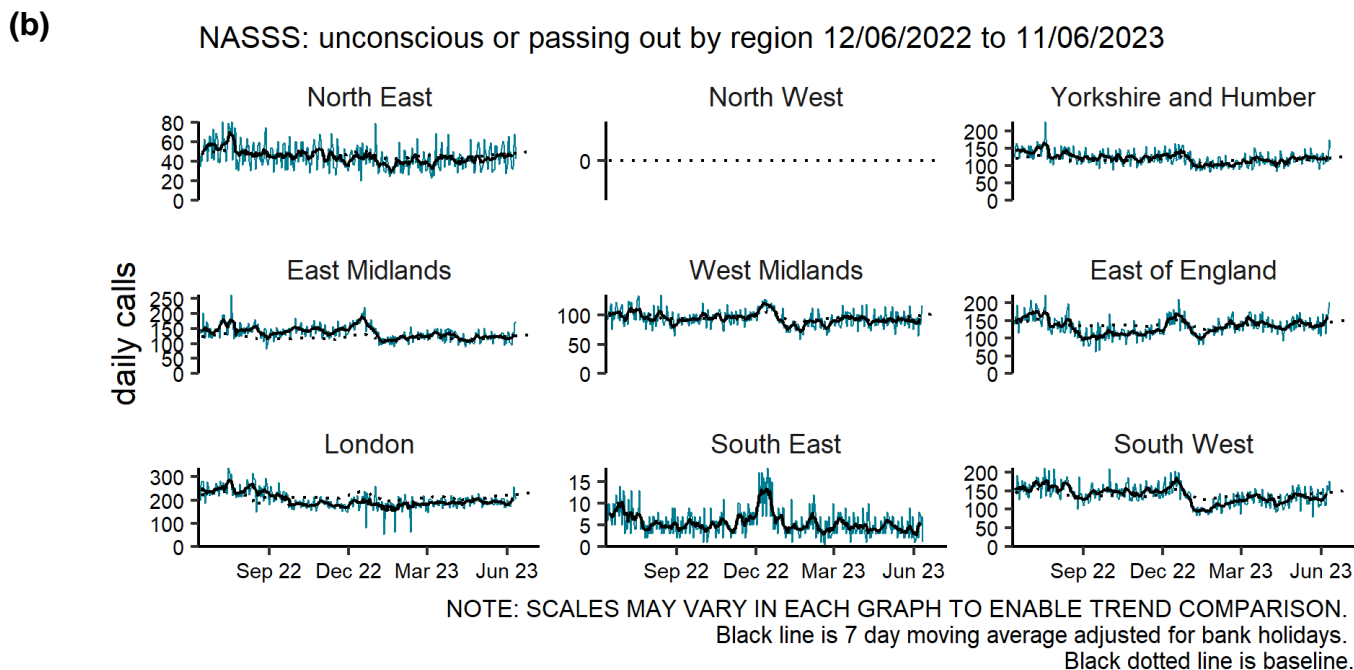 (b)
NASSS: unconscious or passing out by region 12/06/2022 to 11/06/2023
North East
North West
Yorkshire and Humber
80
60
40
20
0
0
200
150
100
50
0
East Midlands
West Midlands
East of England
250
200
150
100
50
0
100
50
0
200
150
100
50
0
daily calls
London
South East
South West
300
200
100
0
15
10
5
0
200
150
100
50
0
Sep 22 Dec 22 Mar 23 Jun 23
Sep 22 Dec 22 Mar 23 Jun 23
Sep 22 Dec 22 Mar 23 Jun 23
NOTE: SCALES MAY VARY IN EACH GRAPH TO ENABLE TREND COMPARISON.
Black line is 7 day moving average adjusted for bank holidays.
Black dotted line is baseline.